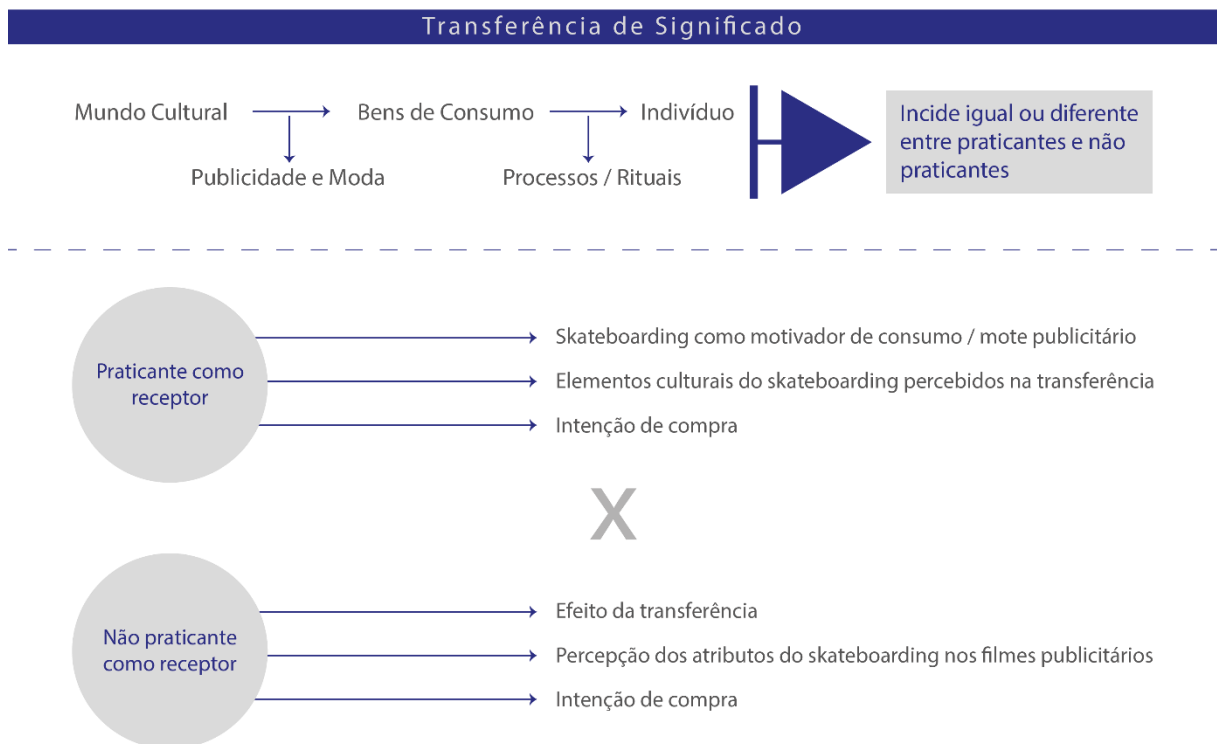 Transferência de Significado
Mundo Cultural
Bens de Consumo
Indivíduo
Publicidade e Moda
Processos / Rituais
Incide igual ou diferente
entre praticantes e não
praticantes
Praticante como
receptor
Skateboarding como motivador de consumo / mote publicitário
Elementos culturais do skateboarding percebidos na transferência
Intenção de compra
X
Não praticante
como receptor
Efeito da transferência
Percepção dos atributos do skateboarding nos filmes publicitários
Intenção de compra